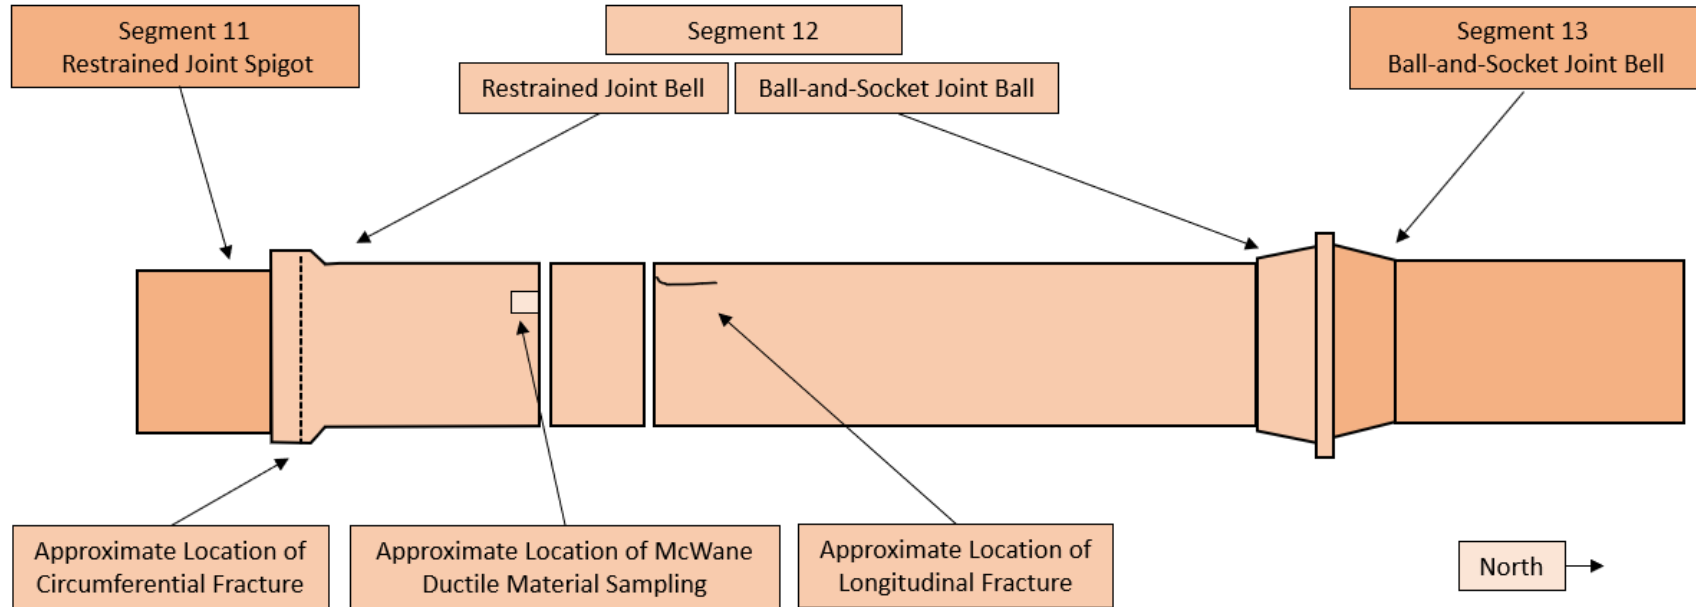 Segment 11
Restrained Joint Spigot
Segment 12
Restrained Joint Bell
Ball-and-Socket Joint Ball
Segment 13
Ball-and-Socket Joint Bell
Approximate Location of
Circumferential Fracture
Approximate Location of McWane
Ductile Material Sampling
Approximate Location of
Longitudinal Fracture
North